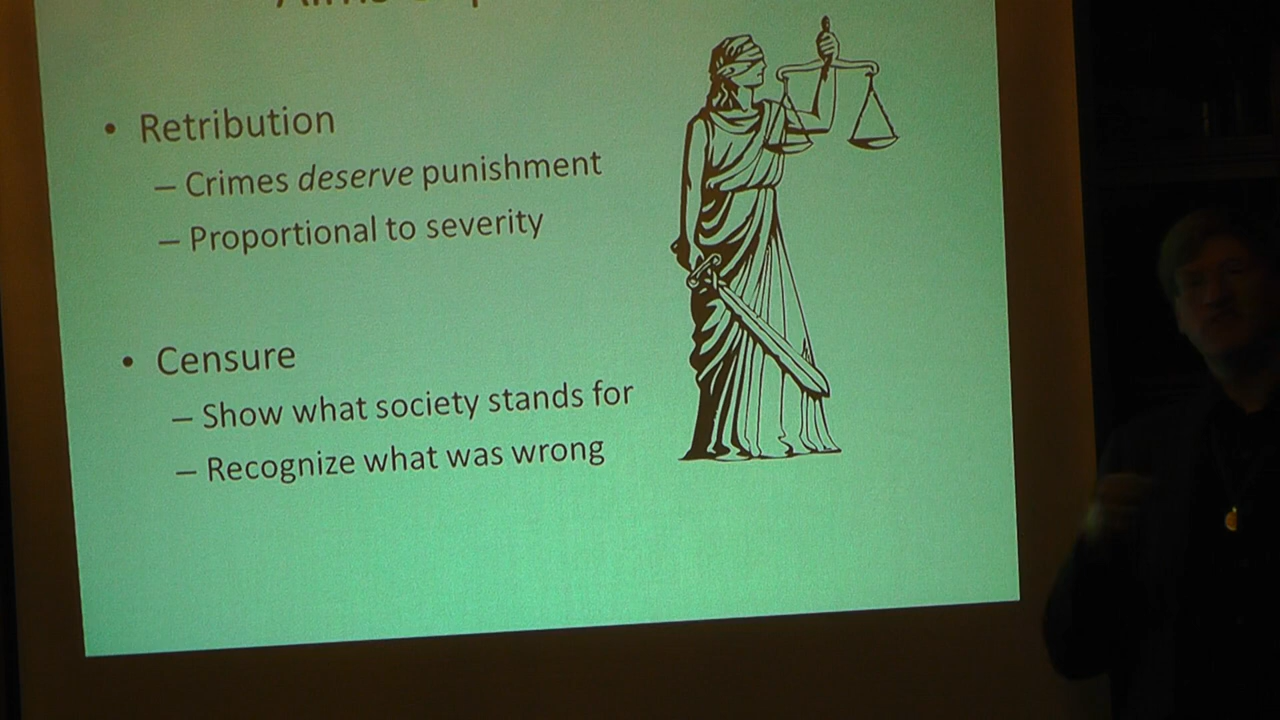 • Retribution
– Crimes deserve punishment
– Proportional to severity
• Censure
– Show what society stands for
– Recognize what was wrong